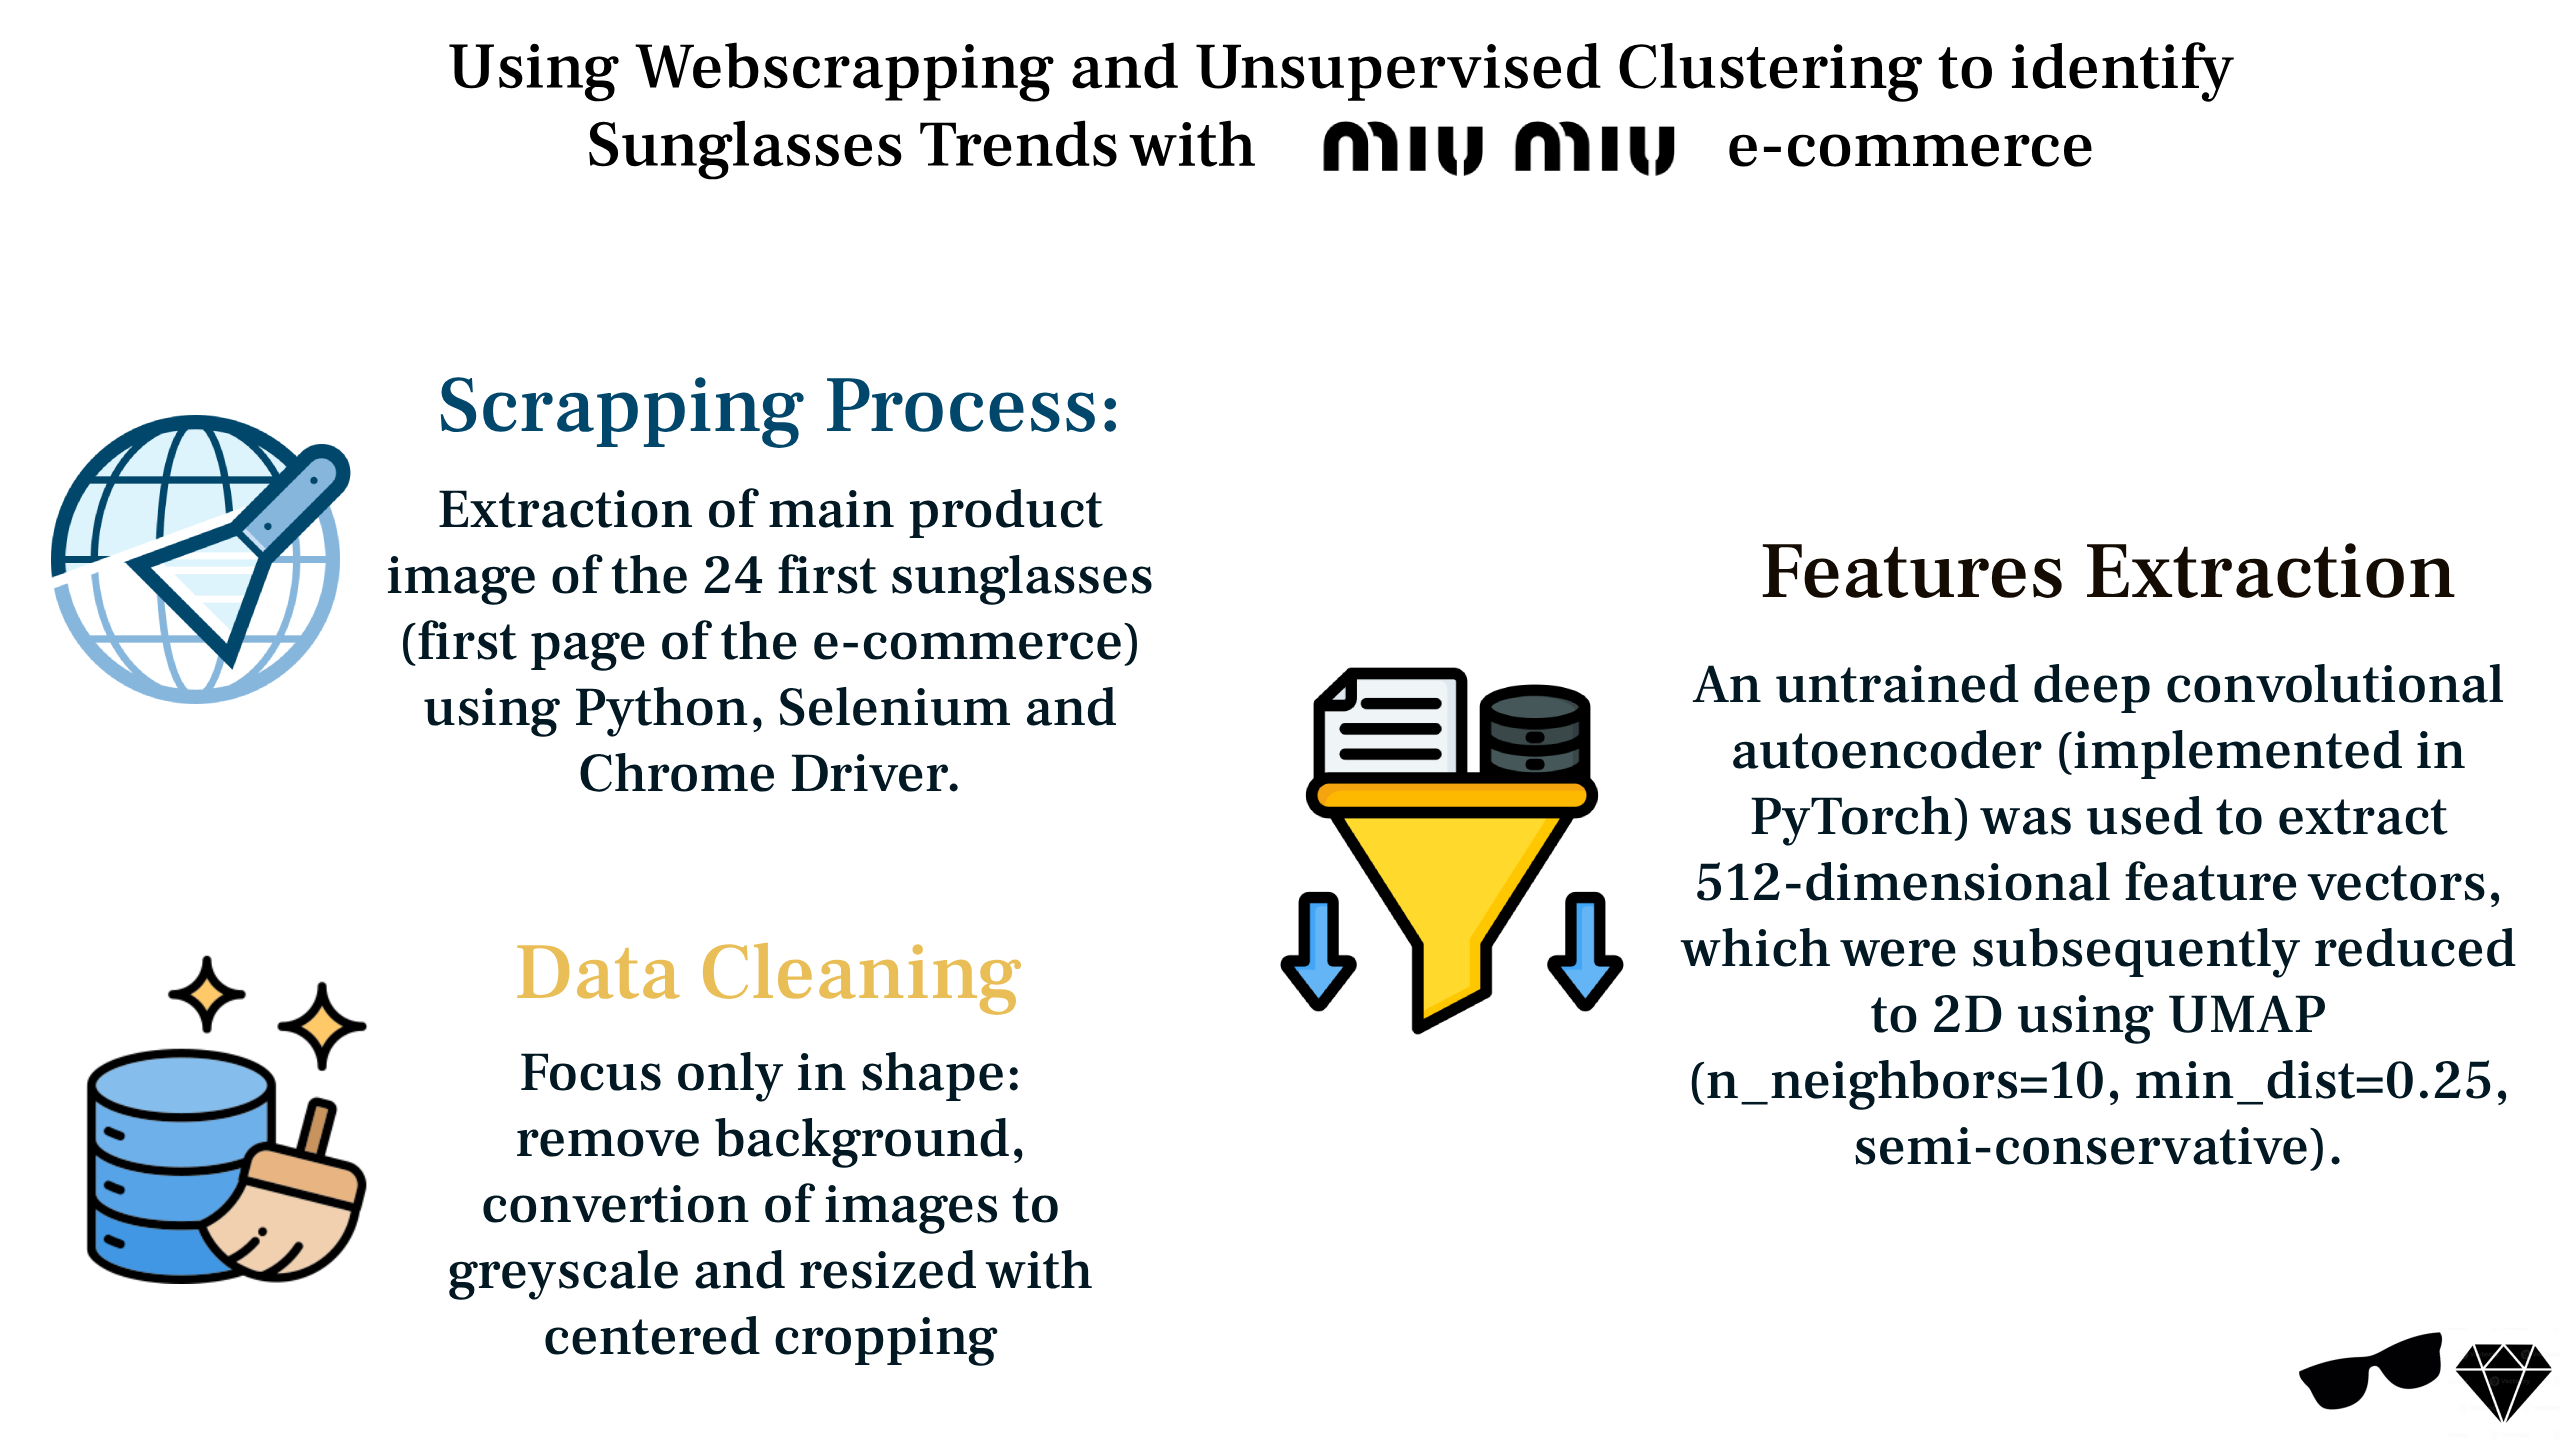 Using Webscrapping and Unsupervised Clustering to identify
Sunglasses Trends with miu miu e-commerce
Scrapping Process:
Extraction of main product
image of the 24 first sunglasses
(first page of the e-commerce)
using Python, Selenium and
Chrome Driver.
Data Cleaning
Focus only in shape:
remove background,
convertion of images to
greyscale and resized with
centered cropping
Features Extraction
An untrained deep convolutional
autoencoder (implemented in
PyTorch) was used to extract
512-dimensional feature vectors,
which were subsequently reduced
to 2D using UMAP
(n_neighbors=10, min_dist=0.25,
semi-conservative).